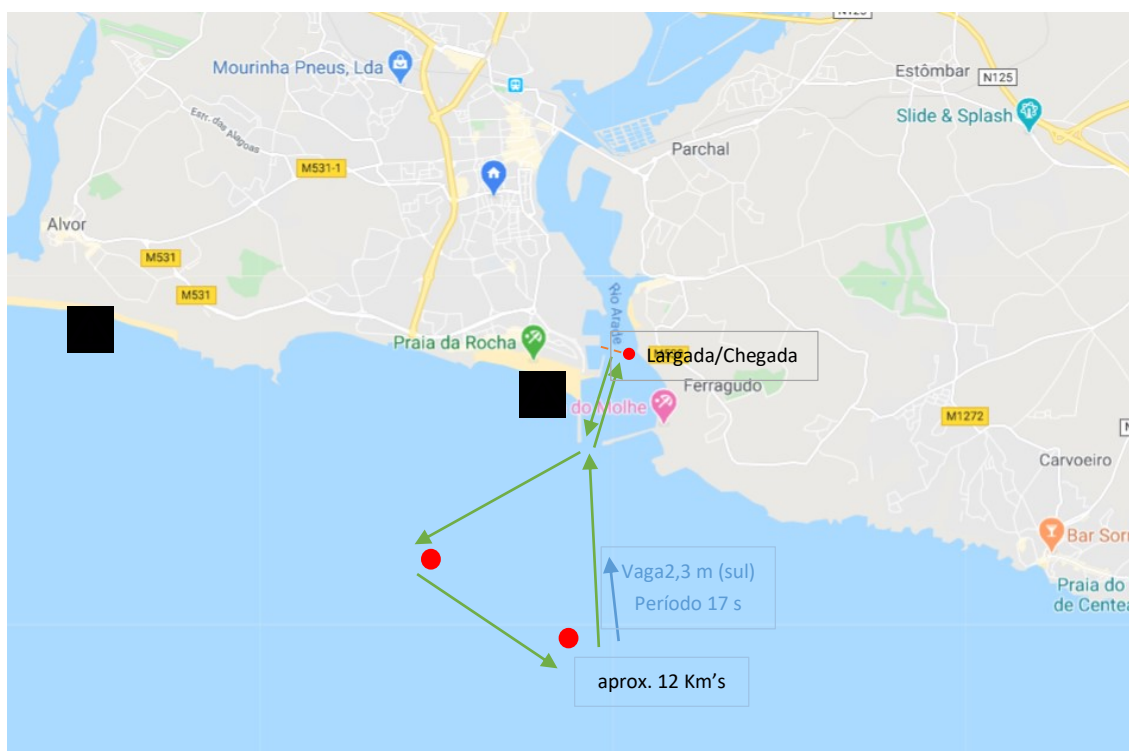 N125
Mourinha Pneus, Lda
Estômbar
N125
Slide & Splash
Estr. das Alagoas
Parchal
M531-1
Alvor
M531
M531
Rio Arade
Praia da Rocha
Largada/Chegada
Ferragudo
do Molhe
M1272
Carvoeiro
Bar Sorr
Vaga2,3 m (sul)
Período 17 s
Praia do
de Centea
aprox. 12 Km's